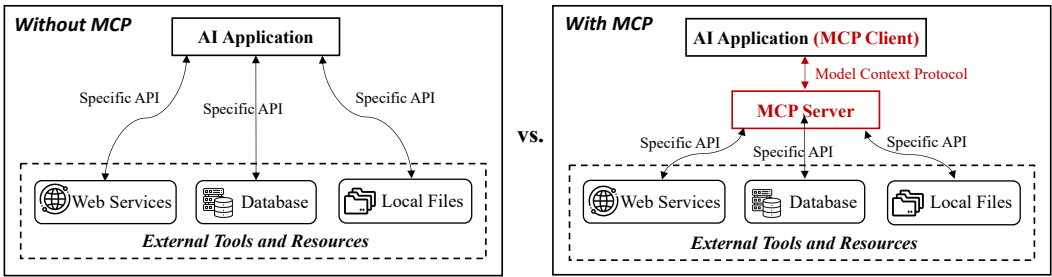 Without MCP
AI Application
Specific API
Specific API
Specific API
Web Services
Database
Local Files
External Tools and Resources
vs.
With MCP
AI Application (MCP Client)
Model Context Protocol
MCP Server
Specific API
Specific API
Specific API
Web Services
Database
Local Files
External Tools and Resources